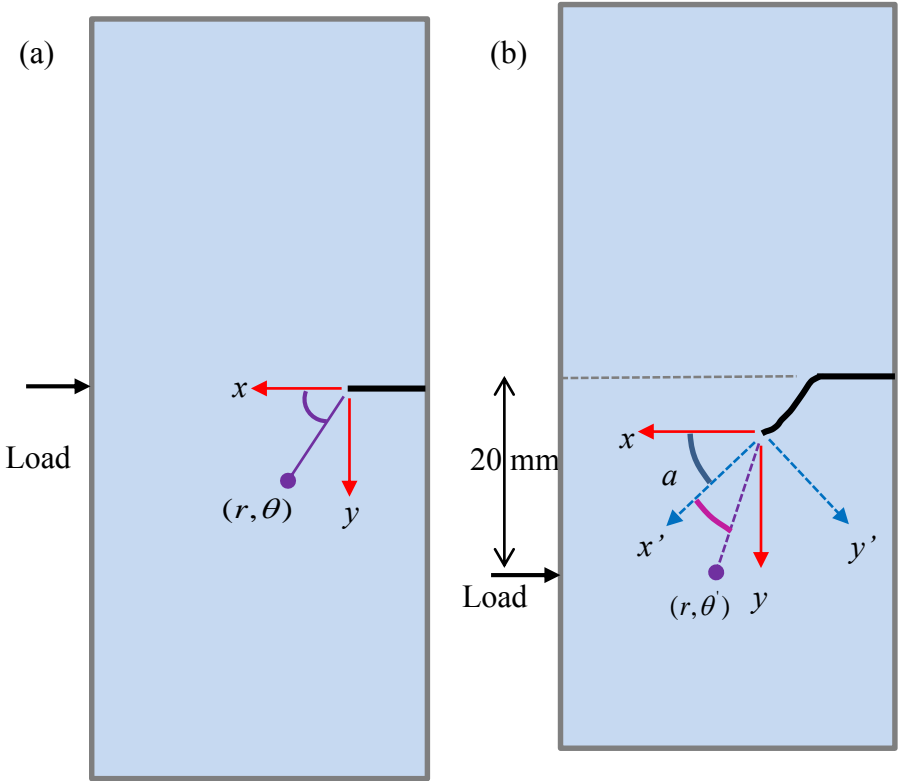 (a)
x
Load
(r, θ)
y
(b)
x
20 mm
a
x’
y’
Load
(r, θ')
y